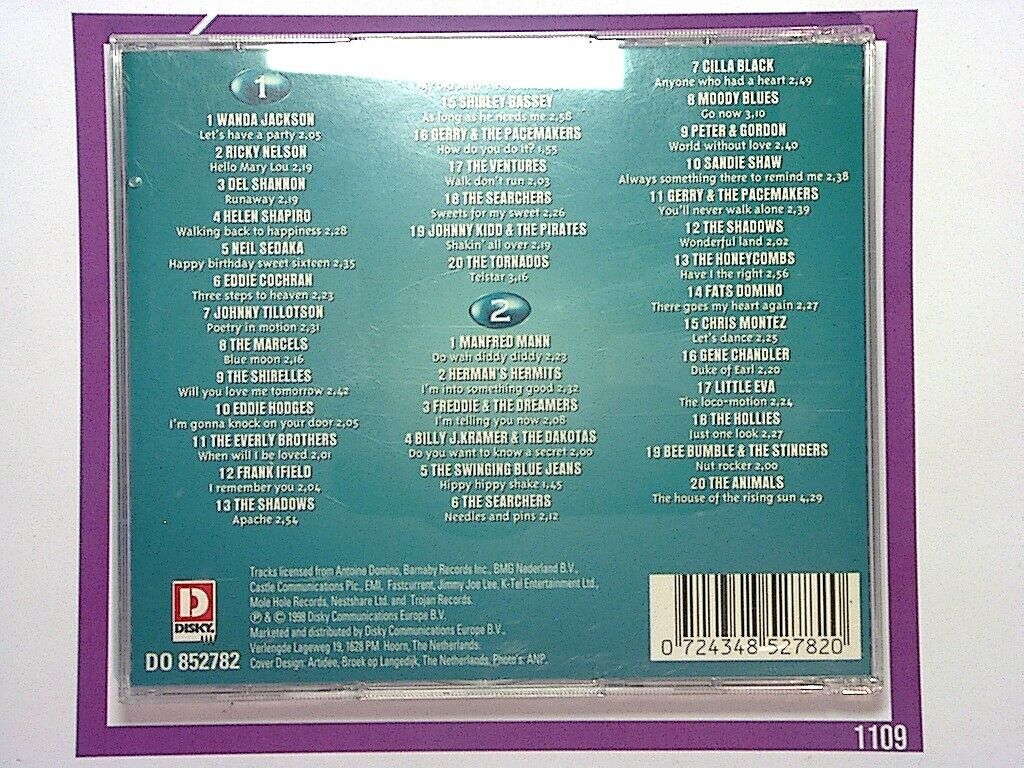 1
1 WANDA JACKSON
Let's have a party 2,05
2 RICKY NELSON
Hello Mary Lou 2,19
3 DEL SHANNON
Runaway 2,19
4 HELEN SHAPIRO
Walking back to happiness 2,28
5 NEIL SEDAKA
Happy birthday sweet sixteen 2,35
6 EDDIE COCHRAN
Three steps to heaven 2,23
7 JOHNNY TILLOTSON
Poetry in motion 2,31
8 THE MARCELS
Blue moon 2,16
9 THE SHIRELLES
Will you love me tomorrow 2,42
10 EDDIE HODGES
I'm gonna knock on your door 2,05
11 THE EVERLY BROTHERS
When will I be loved 2,01
12 FRANK IFIELD
I remember you 2,04
13 THE SHADOWS
Apache 2,54
15 SHIRLEY BASSEY
As long as he needs me 2,58
16 GERRY & THE PACEMAKERS
How do you do it? 1,55
17 THE VENTURES
Walk don't run 2,03
18 THE SEARCHERS
Sweets for my sweet 2,26
19 JOHNNY KIDD & THE PIRATES
Shakin' all over 2,19
20 THE TORNADOS
Telstar 3,16
2
1 MANFRED MANN
Do wah diddy diddy 2,23
2 HERMAN'S HERMITS
I'm into something good 2,32
3 FREDDIE & THE DREAMERS
I'm telling you now 2,08
4 BILLY J.KRAMER & THE DAKOTAS
Do you want to know a secret 2,00
5 THE SWINGING BLUE JEANS
Hippy hippy shake 1,45
6 THE SEARCHERS
Needles and pins 2,12
7 CILLA BLACK
Anyone who had a heart 2,49
8 MOODY BLUES
Go now 3,10
9 PETER & GORDON
World without love 2,40
10 SANDIE SHAW
Always something there to remind me 2,38
11 GERRY & THE PACEMAKERS
You'll never walk alone 2,39
12 THE SHADOWS
Wonderful land 2,02
13 THE HONEYCOMBS
Have I the right 2,56
14 FATS DOMINO
There goes my heart again 2,27
15 CHRIS MONTEZ
Let's dance 2,25
16 GENE CHANDLER
Duke of Earl 2,20
17 LITTLE EVA
The loco-motion 2,24
18 THE HOLLIES
Just one look 2,27
19 BEE BUMBLE & THE STINGERS
Nut rocker 2,00
20 THE ANIMALS
The house of the rising sun 4,29
D
DISKY
DO 852782
Tracks licensed from Antoine Domino, Barnaby Records Inc., BMG Nederland B.V.,
Castle Communications Plc., EMI, Fastcurrent, Jimmy Joe Lee, K-Tel Entertainment Ltd.,
Mole Hole Records, Nestshare Ltd. and Trojan Records.
℗ & © 1998 Disky Communications Europe B.V.
Marketed and distributed by Disky Communications Europe B.V.,
Verlengde Lageweg 19, 1628 PM Hoorn, The Netherlands.
Cover Design: Artidee, Broek op Langedijk, The Netherlands, Photo's: ANP.
0 724348 527820
1109